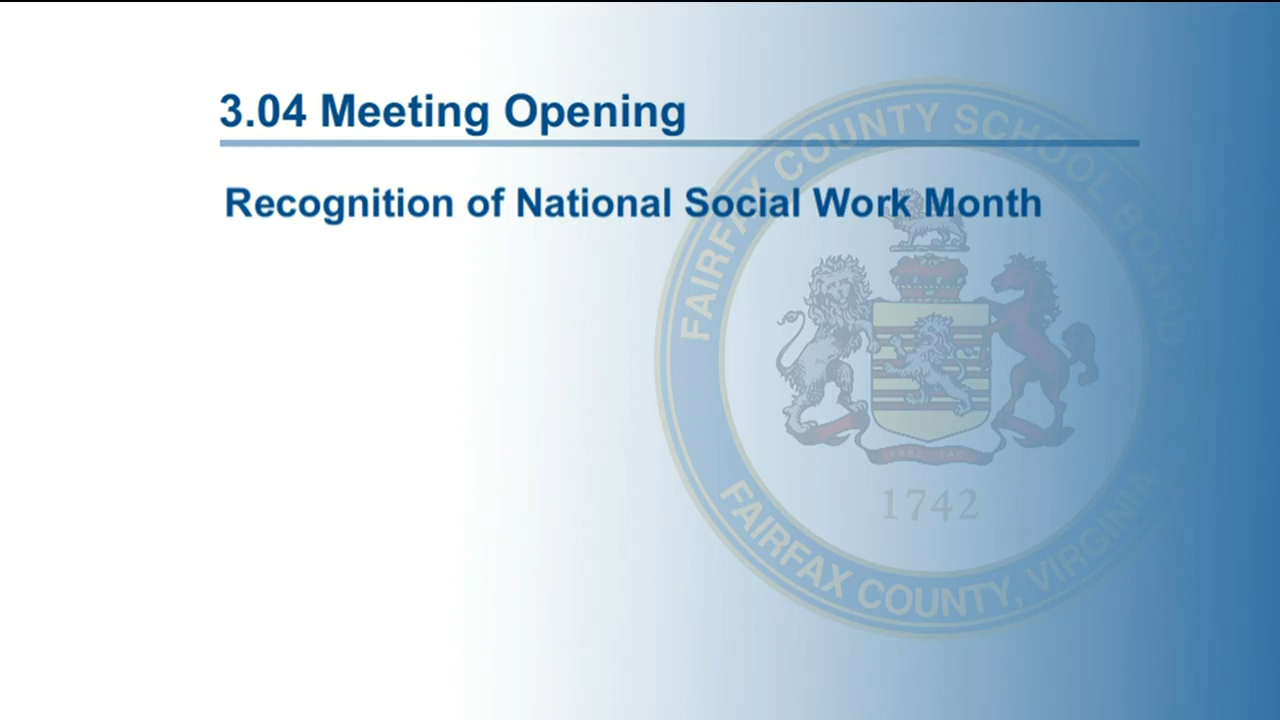 3.04 Meeting Opening
Recognition of National Social Work Month
FAIRFAX COUNTY SCHOOL BOARD
1742
FAIRFAX COUNTY, VIRGINIA